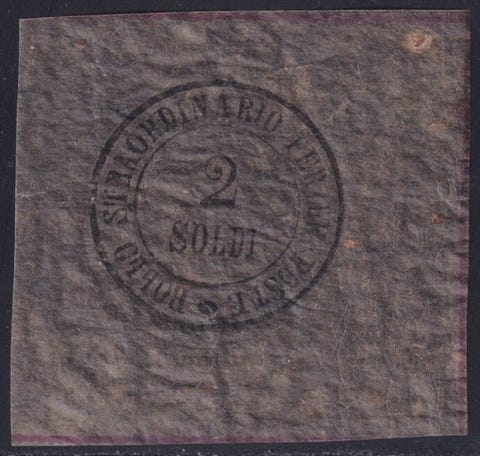 BOLLO STRAORDINARIO PER LE POSTE
2
SOLDI